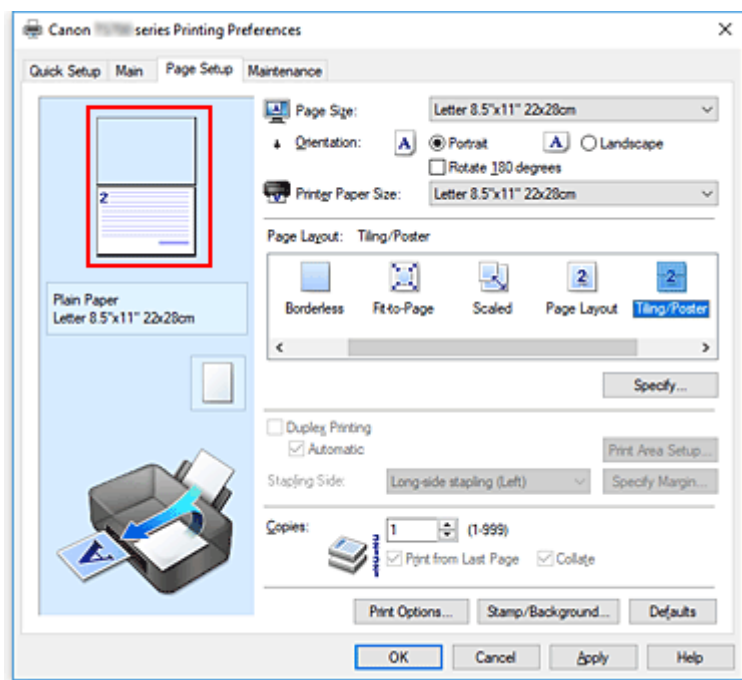 Canon series Printing Preferences
Quick Setup Main Page Setup Maintenance
Page Size: Letter 8.5"x11" 22x28cm
Orientation: A Portrait A Landscape
Rotate 180 degrees
Printer Paper Size: Letter 8.5"x11" 22x28cm
2
Page Layout: Tiling/Poster
2 2
Borderless Fit-to-Page Scaled Page Layout Tiling/Poster
Plain Paper
Letter 8.5"x11" 22x28cm
Specify...
Duplex Printing
Automatic Print Area Setup...
Stapling Side: Long-side stapling (Left) Specify Margin...
Copies: 1 (1-999)
Print from Last Page Collate
A
Print Options... Stamp/Background... Defaults
OK Cancel Apply Help